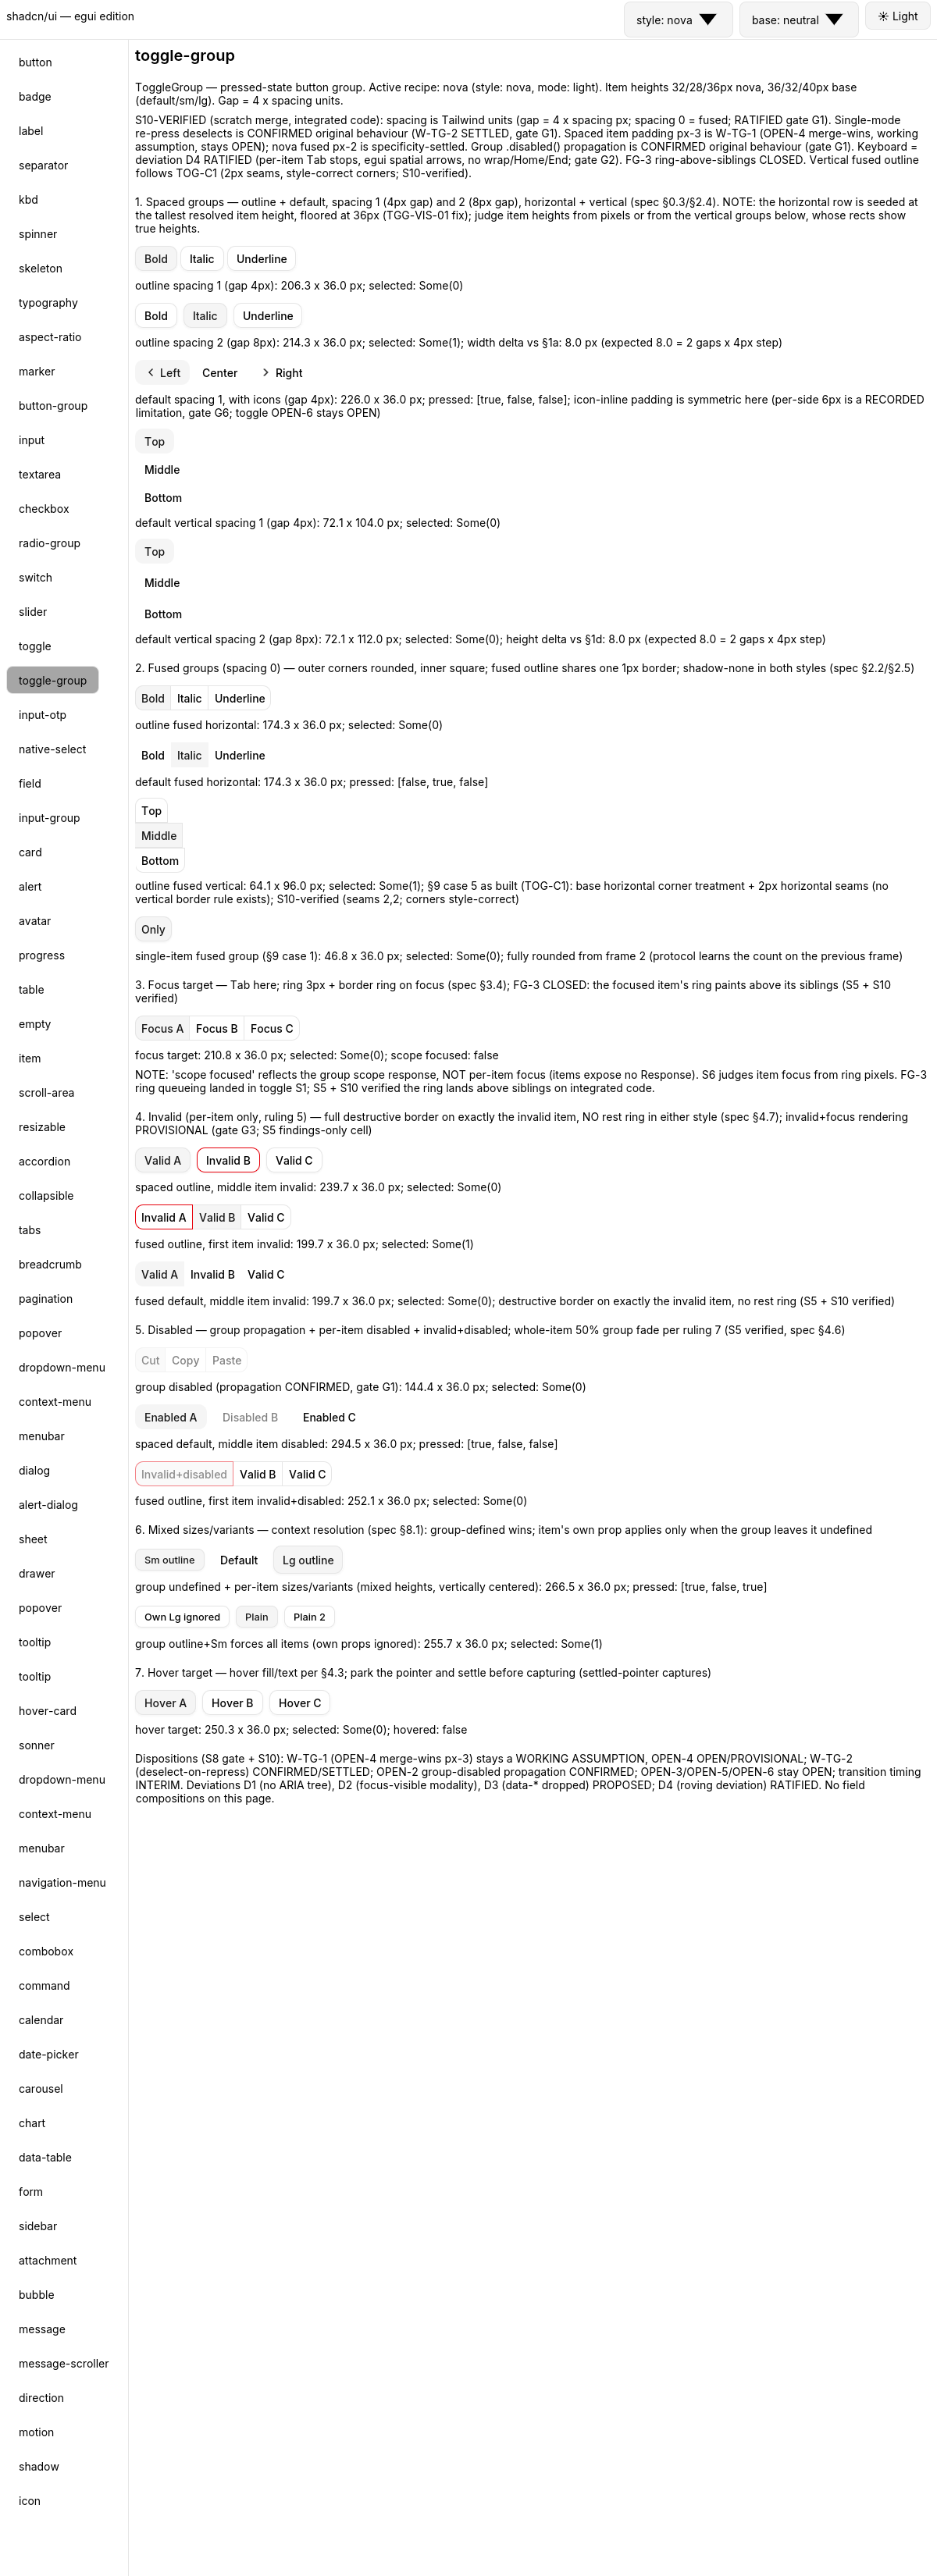 shadcn/ui — egui edition
style: nova
base: neutral
☀ Light
button
badge
label
separator
kbd
spinner
skeleton
typography
aspect-ratio
marker
button-group
input
textarea
checkbox
radio-group
switch
slider
toggle
toggle-group
input-otp
native-select
field
input-group
card
alert
avatar
progress
table
empty
item
scroll-area
resizable
accordion
collapsible
tabs
breadcrumb
pagination
popover
dropdown-menu
context-menu
menubar
dialog
alert-dialog
sheet
drawer
popover
tooltip
tooltip
hover-card
sonner
dropdown-menu
context-menu
menubar
navigation-menu
select
combobox
command
calendar
date-picker
carousel
chart
data-table
form
sidebar
attachment
bubble
message
message-scroller
direction
motion
shadow
icon
toggle-group
ToggleGroup — pressed-state button group. Active recipe: nova (style: nova, mode: light). Item heights 32/28/36px nova, 36/32/40px base
(default/sm/lg). Gap = 4 x spacing units.
S10-VERIFIED (scratch merge, integrated code): spacing is Tailwind units (gap = 4 x spacing px; spacing 0 = fused; RATIFIED gate G1). Single-mode
re-press deselects is CONFIRMED original behaviour (W-TG-2 SETTLED, gate G1). Spaced item padding px-3 is W-TG-1 (OPEN-4 merge-wins, working
assumption, stays OPEN); nova fused px-2 is specificity-settled. Group .disabled() propagation is CONFIRMED original behaviour (gate G1). Keyboard =
deviation D4 RATIFIED (per-item Tab stops, egui spatial arrows, no wrap/Home/End; gate G2). FG-3 ring-above-siblings CLOSED. Vertical fused outline
follows TOG-C1 (2px seams, style-correct corners; S10-verified).
1. Spaced groups — outline + default, spacing 1 (4px gap) and 2 (8px gap), horizontal + vertical (spec §0.3/§2.4). NOTE: the horizontal row is seeded at
the tallest resolved item height, floored at 36px (TGG-VIS-01 fix); judge item heights from pixels or from the vertical groups below, whose rects show
true heights.
Bold Italic Underline
outline spacing 1 (gap 4px): 206.3 x 36.0 px; selected: Some(0)
Bold Italic Underline
outline spacing 2 (gap 8px): 214.3 x 36.0 px; selected: Some(1); width delta vs §1a: 8.0 px (expected 8.0 = 2 gaps x 4px step)
Left Center Right
default spacing 1, with icons (gap 4px): 226.0 x 36.0 px; pressed: [true, false, false]; icon-inline padding is symmetric here (per-side 6px is a RECORDED
limitation, gate G6; toggle OPEN-6 stays OPEN)
Top
Middle
Bottom
default vertical spacing 1 (gap 4px): 72.1 x 104.0 px; selected: Some(0)
Top
Middle
Bottom
default vertical spacing 2 (gap 8px): 72.1 x 112.0 px; selected: Some(0); height delta vs §1d: 8.0 px (expected 8.0 = 2 gaps x 4px step)
2. Fused groups (spacing 0) — outer corners rounded, inner square; fused outline shares one 1px border; shadow-none in both styles (spec §2.2/§2.5)
Bold Italic Underline
outline fused horizontal: 174.3 x 36.0 px; selected: Some(0)
Bold Italic Underline
default fused horizontal: 174.3 x 36.0 px; pressed: [false, true, false]
Top
Middle
Bottom
outline fused vertical: 64.1 x 96.0 px; selected: Some(1); §9 case 5 as built (TOG-C1): base horizontal corner treatment + 2px horizontal seams (no
vertical border rule exists); S10-verified (seams 2,2; corners style-correct)
Only
single-item fused group (§9 case 1): 46.8 x 36.0 px; selected: Some(0); fully rounded from frame 2 (protocol learns the count on the previous frame)
3. Focus target — Tab here; ring 3px + border ring on focus (spec §3.4); FG-3 CLOSED: the focused item's ring paints above its siblings (S5 + S10
verified)
Focus A Focus B Focus C
focus target: 210.8 x 36.0 px; selected: Some(0); scope focused: false
NOTE: 'scope focused' reflects the group scope response, NOT per-item focus (items expose no Response). S6 judges item focus from ring pixels. FG-3
ring queueing landed in toggle S1; S5 + S10 verified the ring lands above siblings on integrated code.
4. Invalid (per-item only, ruling 5) — full destructive border on exactly the invalid item, NO rest ring in either style (spec §4.7); invalid+focus rendering
PROVISIONAL (gate G3; S5 findings-only cell)
Valid A Invalid B Valid C
spaced outline, middle item invalid: 239.7 x 36.0 px; selected: Some(0)
Invalid A Valid B Valid C
fused outline, first item invalid: 199.7 x 36.0 px; selected: Some(1)
Valid A Invalid B Valid C
fused default, middle item invalid: 199.7 x 36.0 px; selected: Some(0); destructive border on exactly the invalid item, no rest ring (S5 + S10 verified)
5. Disabled — group propagation + per-item disabled + invalid+disabled; whole-item 50% group fade per ruling 7 (S5 verified, spec §4.6)
Cut Copy Paste
group disabled (propagation CONFIRMED, gate G1): 144.4 x 36.0 px; selected: Some(0)
Enabled A Disabled B Enabled C
spaced default, middle item disabled: 294.5 x 36.0 px; pressed: [true, false, false]
Invalid+disabled Valid B Valid C
fused outline, first item invalid+disabled: 252.1 x 36.0 px; selected: Some(0)
6. Mixed sizes/variants — context resolution (spec §8.1): group-defined wins; item's own prop applies only when the group leaves it undefined
Sm outline Default Lg outline
group undefined + per-item sizes/variants (mixed heights, vertically centered): 266.5 x 36.0 px; pressed: [true, false, true]
Own Lg ignored Plain Plain 2
group outline+Sm forces all items (own props ignored): 255.7 x 36.0 px; selected: Some(1)
7. Hover target — hover fill/text per §4.3; park the pointer and settle before capturing (settled-pointer captures)
Hover A Hover B Hover C
hover target: 250.3 x 36.0 px; selected: Some(0); hovered: false
Dispositions (S8 gate + S10): W-TG-1 (OPEN-4 merge-wins px-3) stays a WORKING ASSUMPTION, OPEN-4 OPEN/PROVISIONAL; W-TG-2
(deselect-on-repress) CONFIRMED/SETTLED; OPEN-2 group-disabled propagation CONFIRMED; OPEN-3/OPEN-5/OPEN-6 stay OPEN; transition timing
INTERIM. Deviations D1 (no ARIA tree), D2 (focus-visible modality), D3 (data-* dropped) PROPOSED; D4 (roving deviation) RATIFIED. No field
compositions on this page.